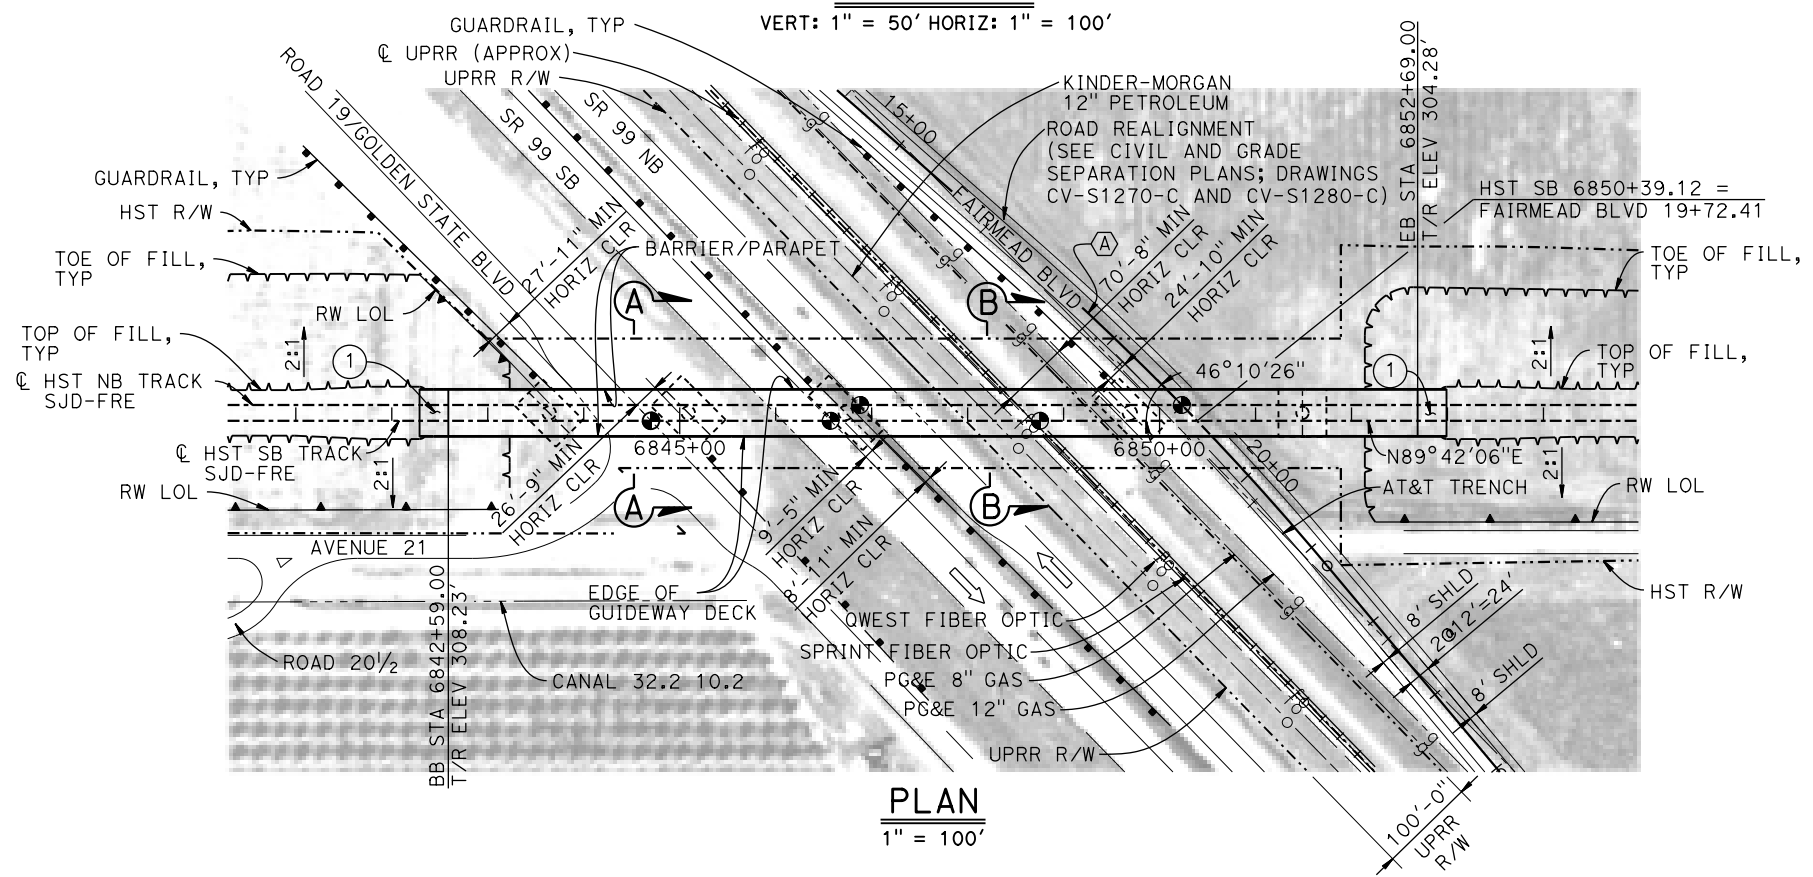 VERT: 1" = 50' HORIZ: 1" = 100'
GUARDRAIL, TYP
℄ UPRR (APPROX)
UPRR R/W
ROAD 19/GOLDEN STATE BLVD
SR 99 SB
SR 99 NB
15+00
KINDER-MORGAN
12" PETROLEUM
ROAD REALIGNMENT
(SEE CIVIL AND GRADE
SEPARATION PLANS; DRAWINGS
CV-S1270-C AND CV-S1280-C)
EB STA 6852+69.00
T/R ELEV 304.28'
HST SB 6850+39.12 =
FAIRMEAD BLVD 19+72.41
GUARDRAIL, TYP
HST R/W
TOE OF FILL,
TYP
RW LOL
27'-11" MIN
HORIZ CLR
BARRIER/PARAPET
A
B
FAIRMEAD BLVD
A
70'-8" MIN
HORIZ CLR
24'-10" MIN
HORIZ CLR
TOE OF FILL,
TYP
TOP OF FILL,
TYP
2:1
1
℄ HST NB TRACK
SJD-FRE
46°10'26"
1
2:1
TOP OF FILL,
TYP
℄ HST SB TRACK
SJD-FRE
2:1
6845+00
6850+00
20+00
N89°42'06"E
2:1
RW LOL
26'-9" MIN
HORIZ CLR
A
9'-5" MIN
HORIZ CLR
8'-11" MIN
HORIZ CLR
B
AT&T TRENCH
RW LOL
AVENUE 21
BB STA 6842+59.00
T/R ELEV 308.23'
EDGE OF
GUIDEWAY DECK
HST R/W
QWEST FIBER OPTIC
SPRINT FIBER OPTIC
PG&E 8" GAS
PG&E 12" GAS
8' SHLD
2@12'=24'
8' SHLD
ROAD 20½
CANAL 32.2 10.2
UPRR R/W
100'-0"
UPRR
R/W
PLAN
1" = 100'